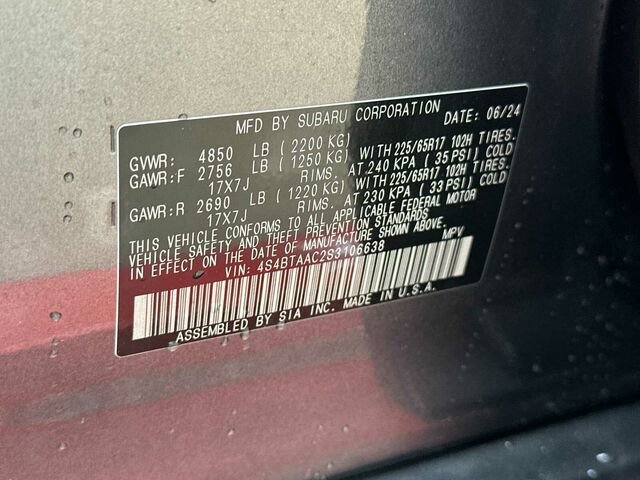 MFD BY SUBARU CORPORATION DATE: 06/24
GVWR: 4850 LB (2200 KG)
GAWR:F 2756 LB (1250 KG) WITH 225/65R17 102H TIRES.
17X7J RIMS. AT 240 KPA (35 PSI) COLD
GAWR:R 2690 LB (1220 KG) WITH 225/65R17 102H TIRES.
17X7J RIMS. AT 230 KPA (33 PSI) COLD
THIS VEHICLE CONFORMS TO ALL APPLICABLE FEDERAL MOTOR
VEHICLE SAFETY AND BUMPER STANDARDS
IN EFFECT ON THE DATE OF MANUFACTURE SHOWN ABOVE.
VIN: 4S4BTAAC2S3106638 MPV
ASSEMBLED BY SIA INC. MADE IN U.S.A.